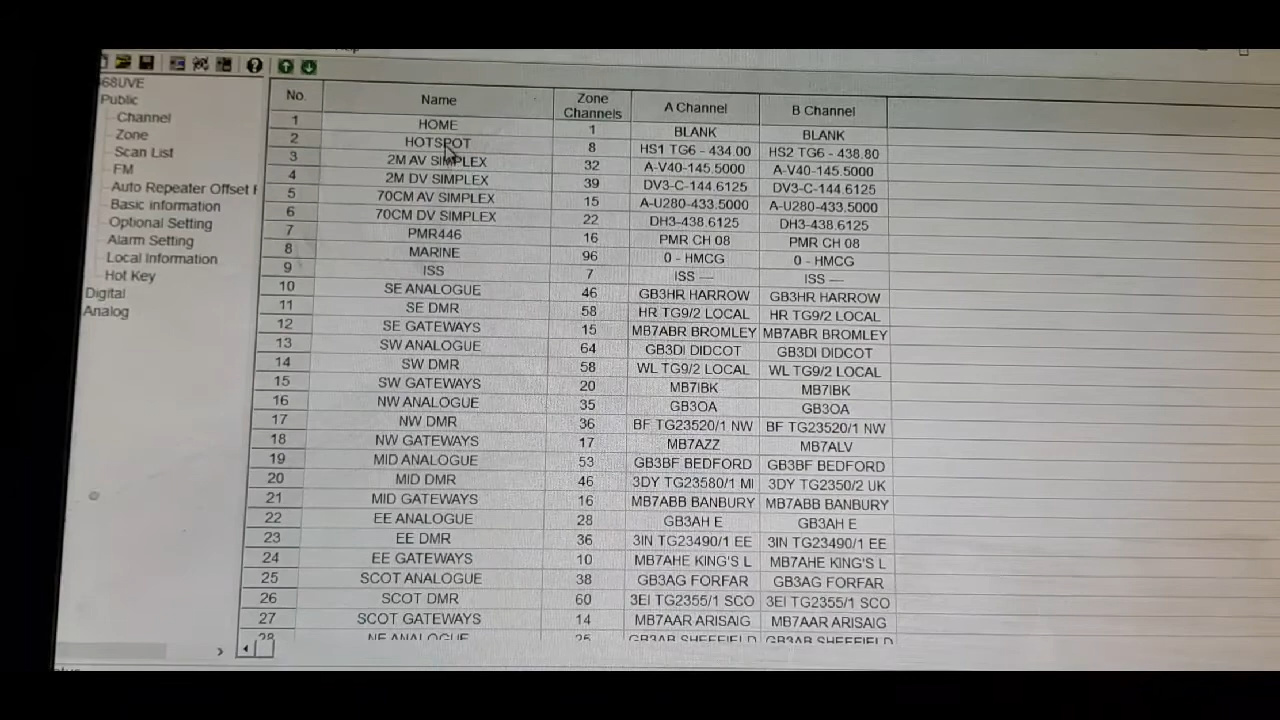 68UVE
Public
Channel
Zone
Scan List
FM
Auto Repeater Offset F
Basic information
Optional Setting
Alarm Setting
Local Information
Hot Key
Digital
Analog
No. Name Zone Channels A Channel B Channel
1 HOME 1 BLANK BLANK
2 HOTSPOT 8 HS1 TG6 - 434.00 HS2 TG6 - 438.80
3 2M AV SIMPLEX 32 A-V40-145.5000 A-V40-145.5000
4 2M DV SIMPLEX 39 DV3-C-144.6125 DV3-C-144.6125
5 70CM AV SIMPLEX 15 A-U280-433.5000 A-U280-433.5000
6 70CM DV SIMPLEX 22 DH3-438.6125 DH3-438.6125
7 PMR446 16 PMR CH 08 PMR CH 08
8 MARINE 96 0 - HMCG 0 - HMCG
9 ISS 7 ISS --- ISS ---
10 SE ANALOGUE 46 GB3HR HARROW GB3HR HARROW
11 SE DMR 58 HR TG9/2 LOCAL HR TG9/2 LOCAL
12 SE GATEWAYS 15 MB7ABR BROMLEY MB7ABR BROMLEY
13 SW ANALOGUE 64 GB3DI DIDCOT GB3DI DIDCOT
14 SW DMR 58 WL TG9/2 LOCAL WL TG9/2 LOCAL
15 SW GATEWAYS 20 MB7IBK MB7IBK
16 NW ANALOGUE 35 GB3OA GB3OA
17 NW DMR 36 BF TG23520/1 NW BF TG23520/1 NW
18 NW GATEWAYS 17 MB7AZZ MB7ALV
19 MID ANALOGUE 53 GB3BF BEDFORD GB3BF BEDFORD
20 MID DMR 46 3DY TG23580/1 MI 3DY TG2350/2 UK
21 MID GATEWAYS 16 MB7ABB BANBURY MB7ABB BANBURY
22 EE ANALOGUE 28 GB3AH E GB3AH E
23 EE DMR 36 3IN TG23490/1 EE 3IN TG23490/1 EE
24 EE GATEWAYS 10 MB7AHE KING'S L MB7AHE KING'S L
25 SCOT ANALOGUE 38 GB3AG FORFAR GB3AG FORFAR
26 SCOT DMR 60 3EI TG2355/1 SCO 3EI TG2355/1 SCO
27 SCOT GATEWAYS 14 MB7AAR ARISAIG MB7AAR ARISAIG
28 NE ANALOGUE GB3AB SHEFFIELD GB3AB SHEFFIELD